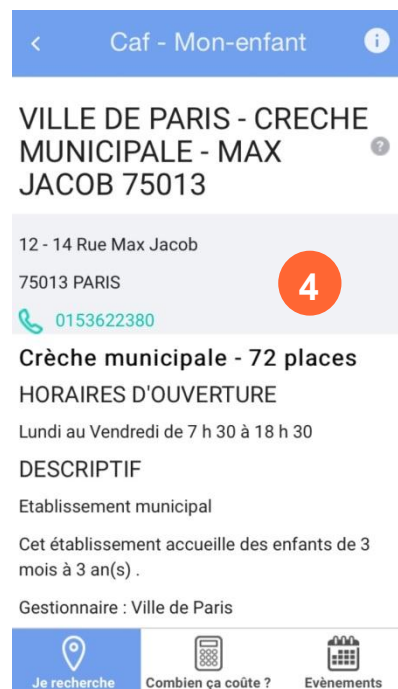 Caf - Mon-enfant
VILLE DE PARIS - CRECHE
MUNICIPALE - MAX
JACOB 75013
12 - 14 Rue Max Jacob
75013 PARIS
4
0153622380
Crèche municipale - 72 places
HORAIRES D'OUVERTURE
Lundi au Vendredi de 7 h 30 à 18 h 30
DESCRIPTIF
Etablissement municipal
Cet établissement accueille des enfants de 3
mois à 3 an(s) .
Gestionnaire : Ville de Paris
Je recherche
Combien ça coûte ?
Evènements